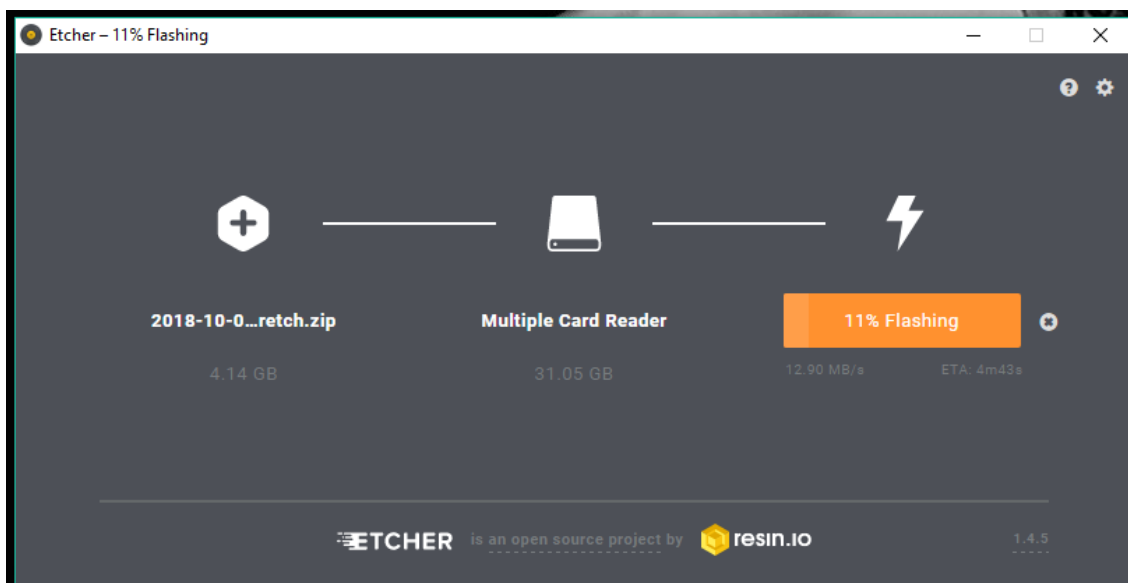 Etcher – 11% Flashing
2018-10-0...retch.zip
Multiple Card Reader
11% Flashing
4.14 GB
31.05 GB
12.90 MB/s
ETA: 4m43s
ETCHER is an open source project by resin.io
1.4.5